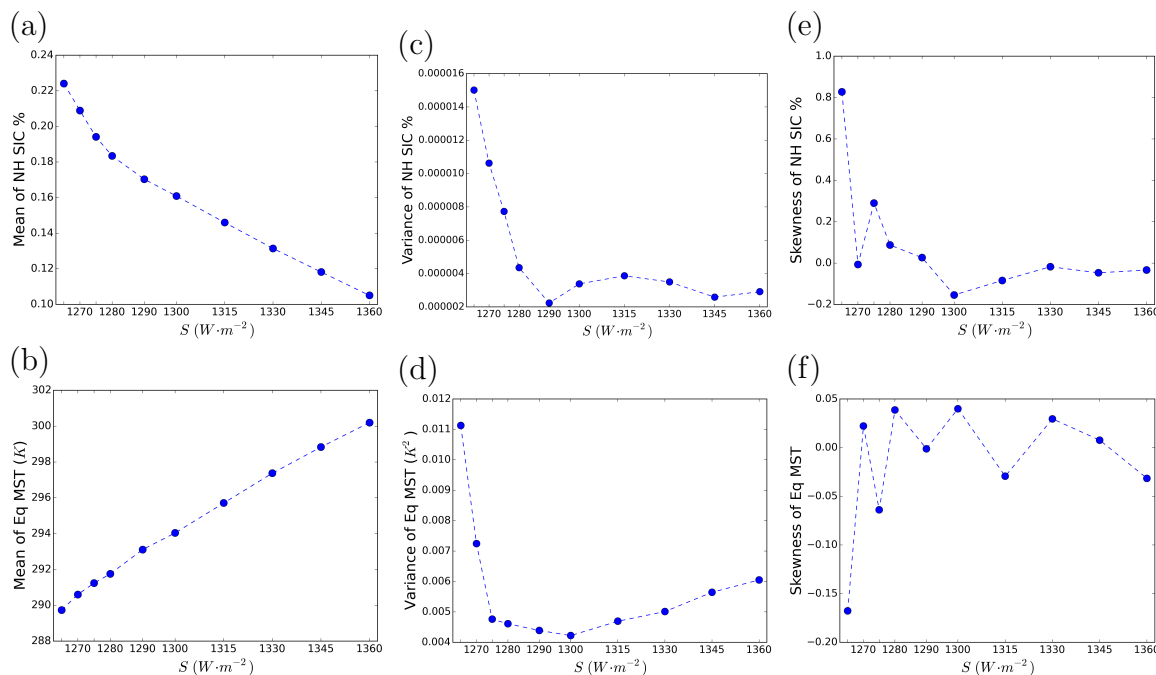 (a)
0.24
0.22
0.20
0.18
0.16
0.14
0.12
0.10
Mean of NH SIC %
1270 1280 1290 1300 1315 1330 1345 1360
S (W·m⁻²)
(c)
0.000016
0.000014
0.000012
0.000010
0.000008
0.000006
0.000004
0.000002
Variance of NH SIC %
1270 1280 1290 1300 1315 1330 1345 1360
S (W·m⁻²)
(e)
1.0
0.8
0.6
0.4
0.2
0.0
−0.2
Skewness of NH SIC %
1270 1280 1290 1300 1315 1330 1345 1360
S (W·m⁻²)
(b)
302
300
298
296
294
292
290
288
Mean of Eq MST (K)
1270 1280 1290 1300 1315 1330 1345 1360
S (W·m⁻²)
(d)
0.012
0.011
0.010
0.009
0.008
0.007
0.006
0.005
0.004
Variance of Eq MST (K²)
1270 1280 1290 1300 1315 1330 1345 1360
S (W·m⁻²)
(f)
0.05
0.00
−0.05
−0.10
−0.15
−0.20
Skewness of Eq MST
1270 1280 1290 1300 1315 1330 1345 1360
S (W·m⁻²)